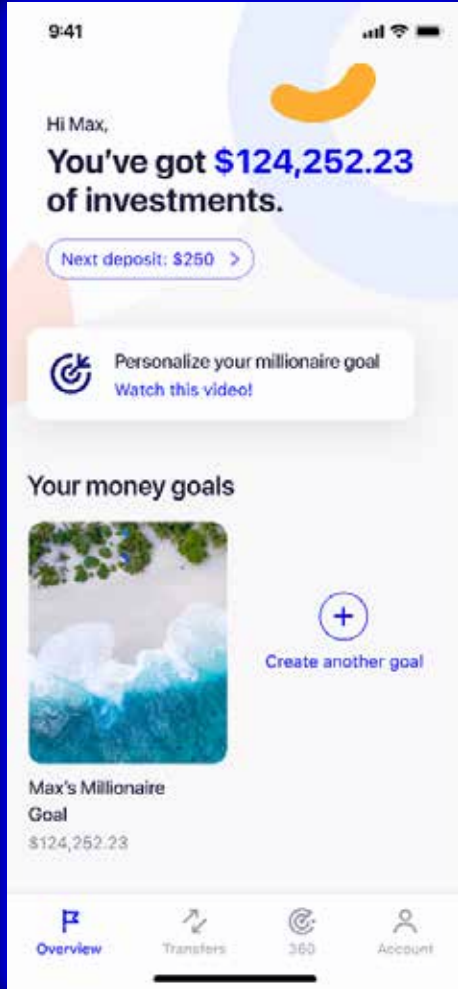 9:41
Hi Max,
You've got $124,252.23
of investments.
Next deposit: $250
Personalize your millionaire goal
Watch this video!
Your money goals
Create another goal
Max's Millionaire
Goal
$124,252.23
Overview
Transfers
360
Account